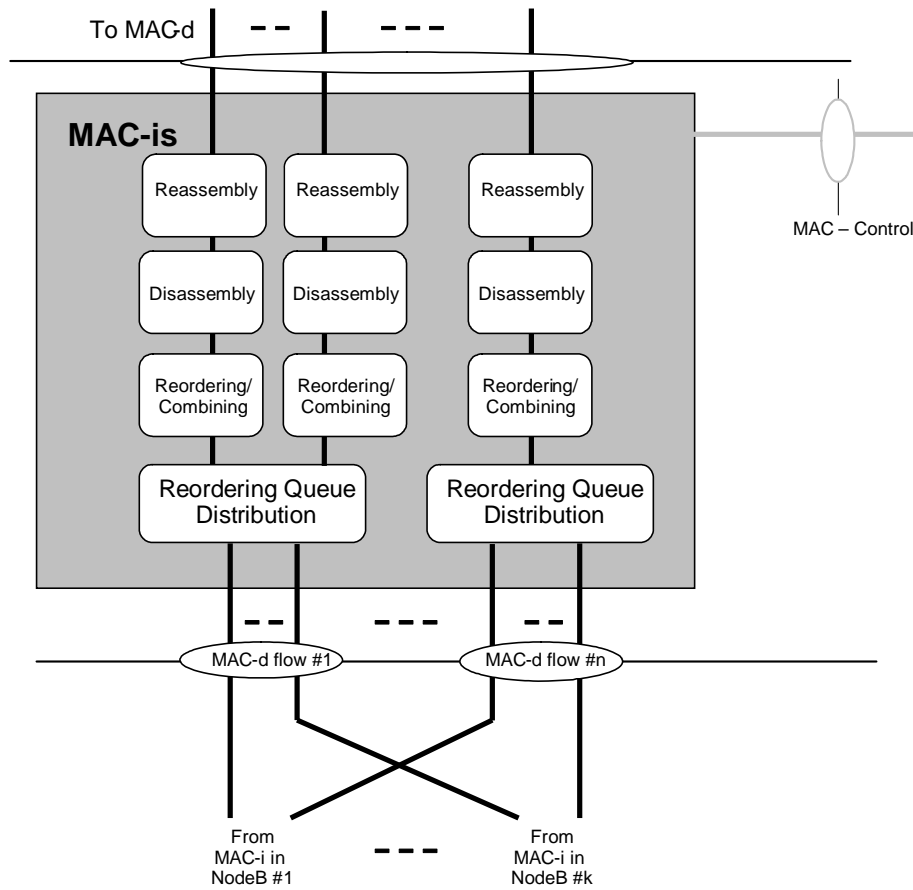 To MAC-d
MAC-is
Reassembly
Reassembly
Reassembly
MAC – Control
Disassembly
Disassembly
Disassembly
Reordering/
Combining
Reordering/
Combining
Reordering/
Combining
Reordering Queue
Distribution
Reordering Queue
Distribution
MAC-d flow #1
MAC-d flow #n
From
MAC-i in
NodeB #1
From
MAC-i in
NodeB #k